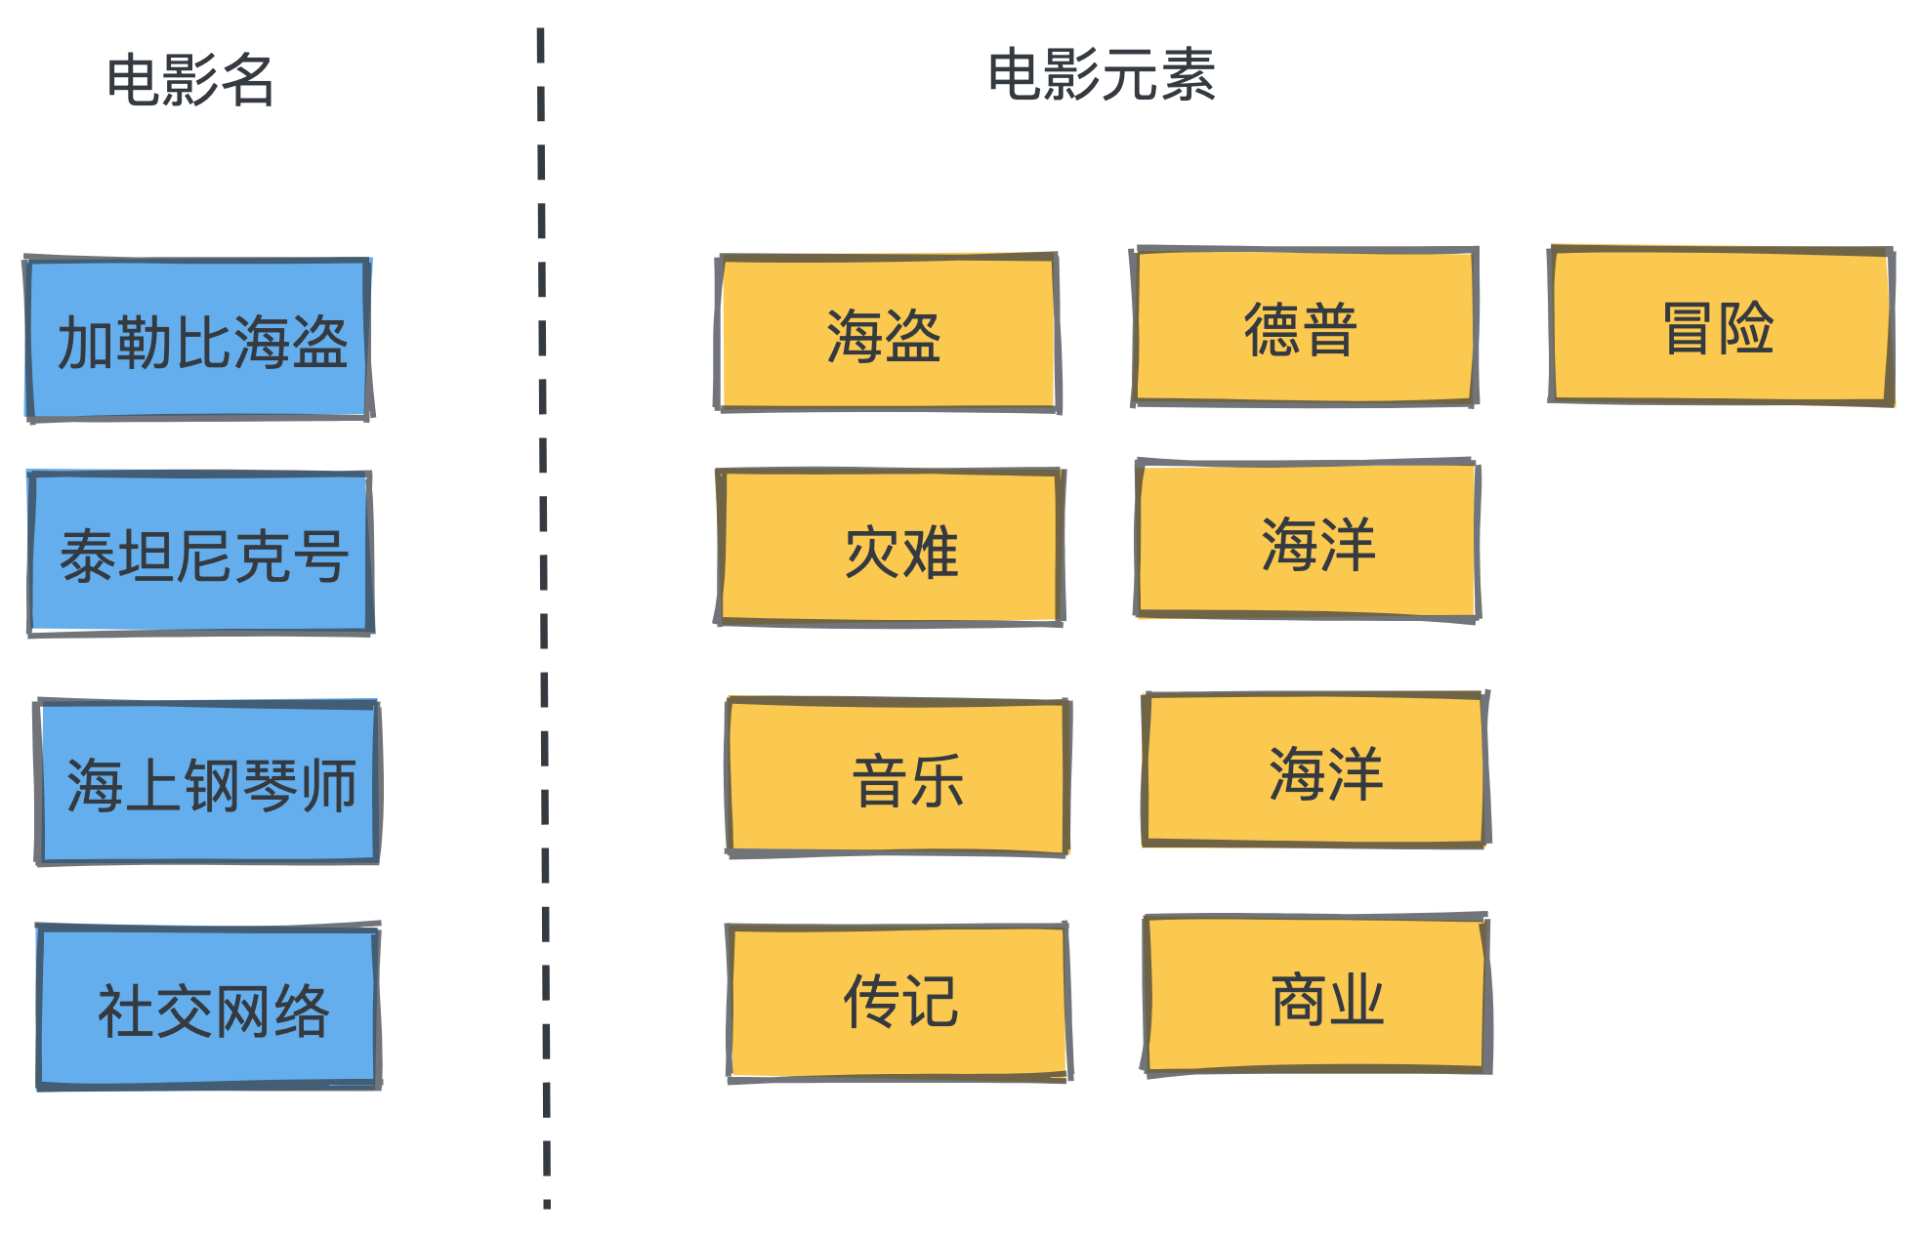 电影名 电影元素
加勒比海盗 海盗 德普 冒险
泰坦尼克号 灾难 海洋
海上钢琴师 音乐 海洋
社交网络 传记 商业